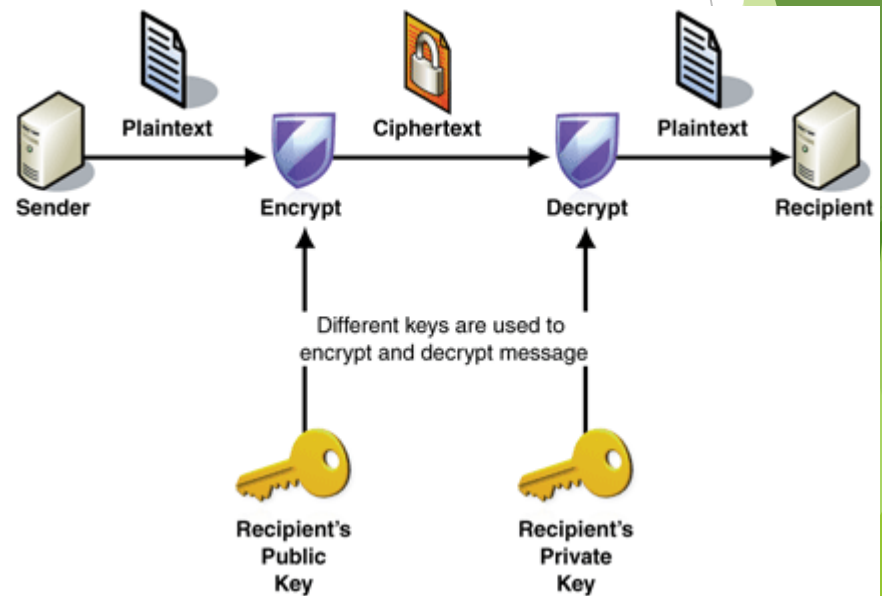 Plaintext
Ciphertext
Plaintext
Sender
Encrypt
Decrypt
Recipient
Different keys are used to
encrypt and decrypt message
Recipient's
Public
Key
Recipient's
Private
Key